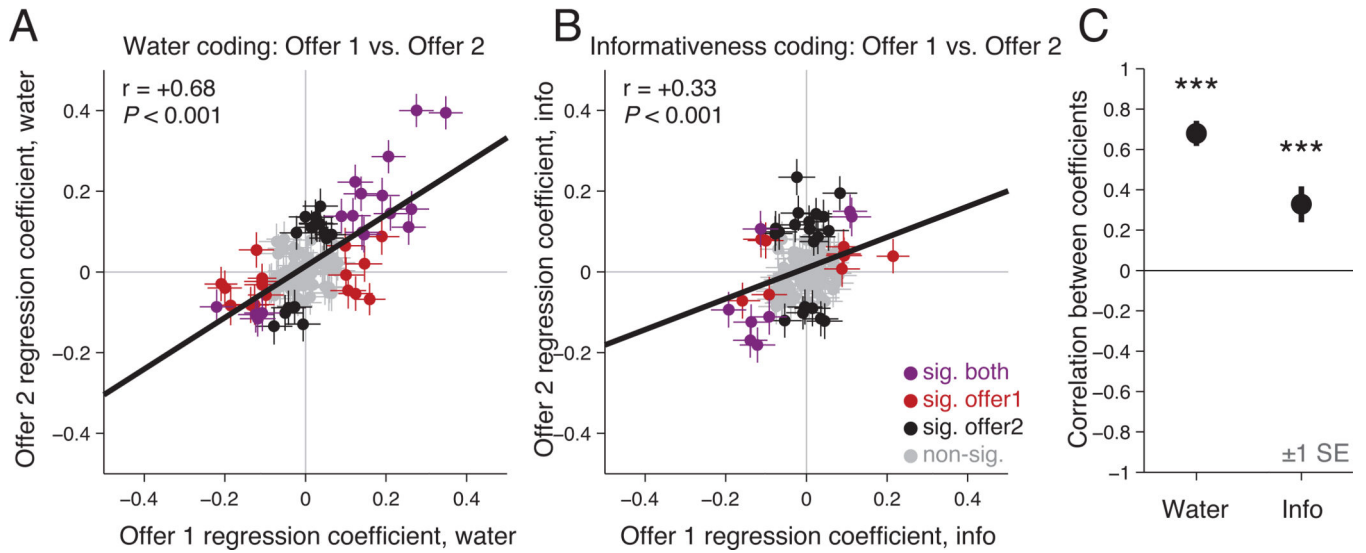 A
Water coding: Offer 1 vs. Offer 2
r = +0.68
P < 0.001
Offer 2 regression coefficient, water
0.4
0.2
0
−0.2
−0.4
−0.4
−0.2
0
0.2
0.4
Offer 1 regression coefficient, water
B
Informativeness coding: Offer 1 vs. Offer 2
r = +0.33
P < 0.001
Offer 2 regression coefficient, info
0.4
0.2
0
−0.2
−0.4
sig. both
sig. offer1
sig. offer2
non-sig.
−0.4
−0.2
0
0.2
0.4
Offer 1 regression coefficient, info
C
Correlation between coefficients
1
0.8
0.6
0.4
0.2
0
−0.2
−0.4
−0.6
−0.8
−1
***
***
±1 SE
Water
Info